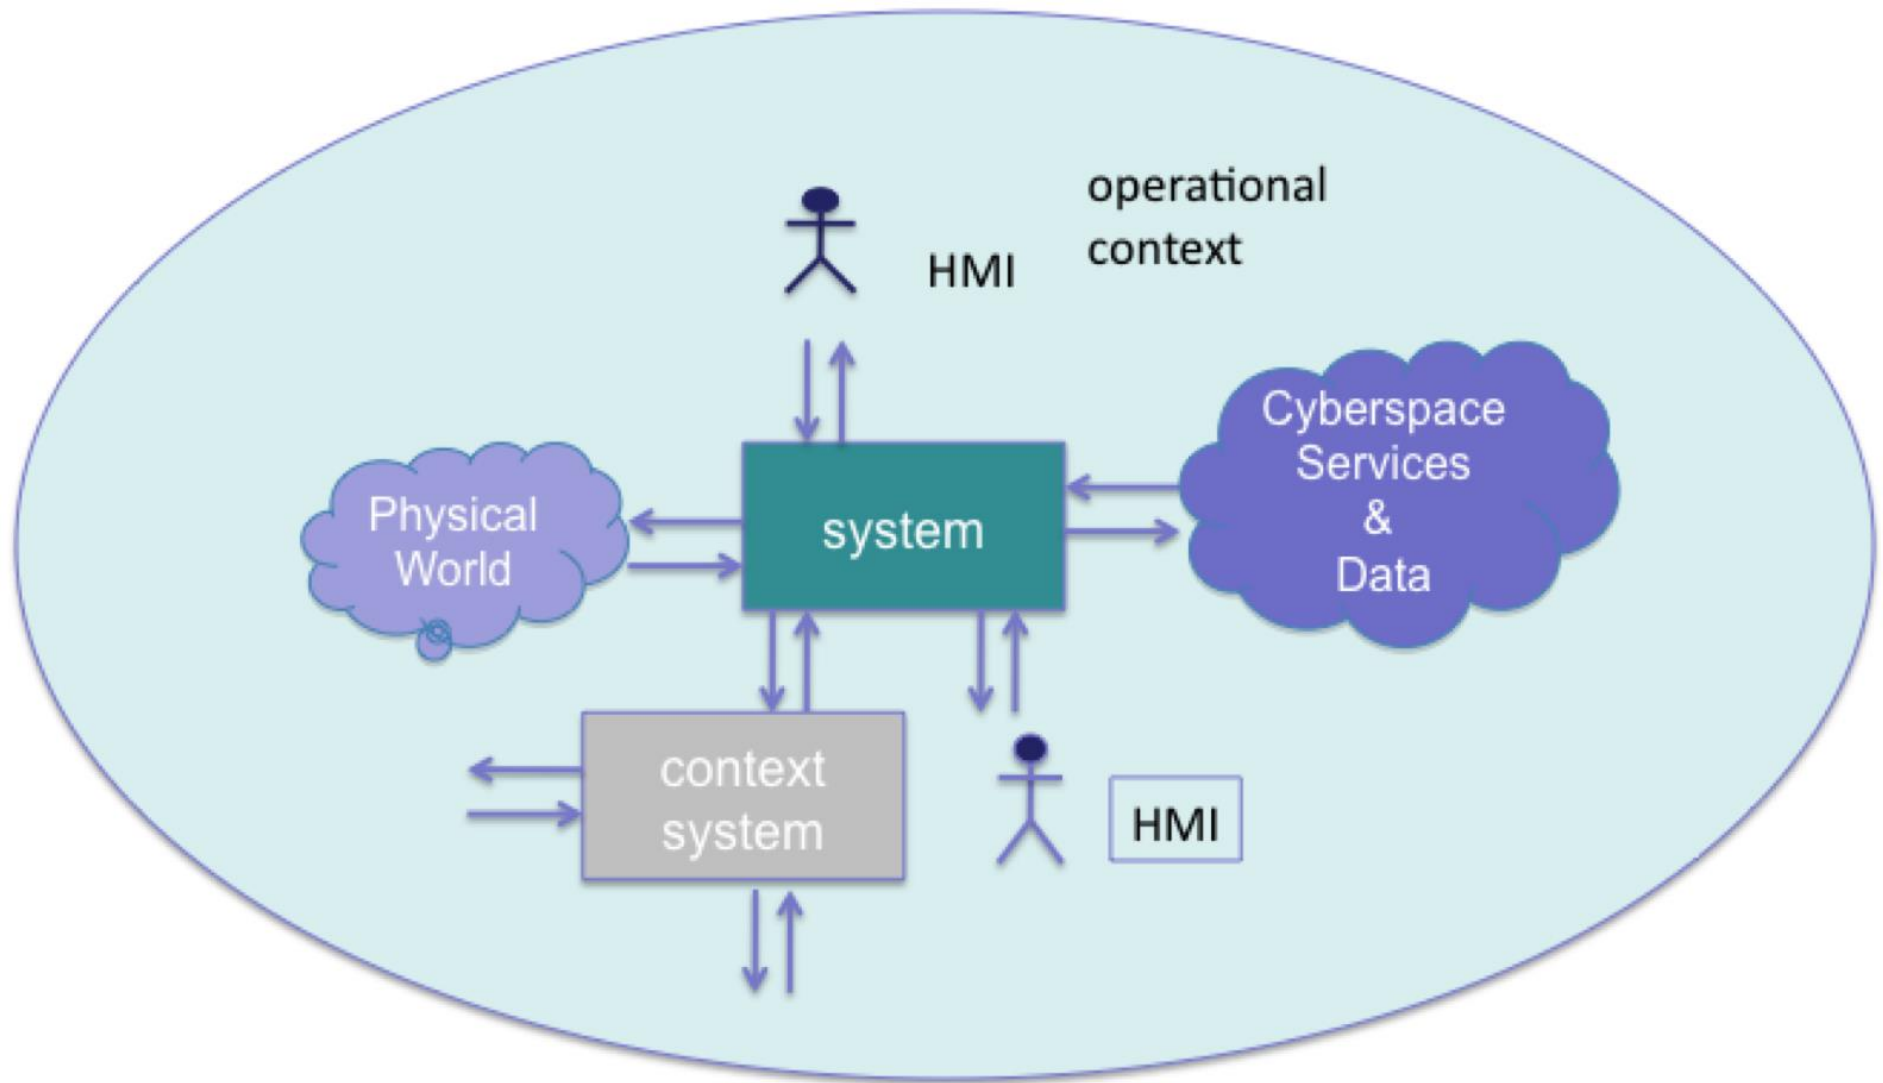 operational
context
HMI
Cyberspace
Services
&
Data
Physical
World
system
context
system
HMI